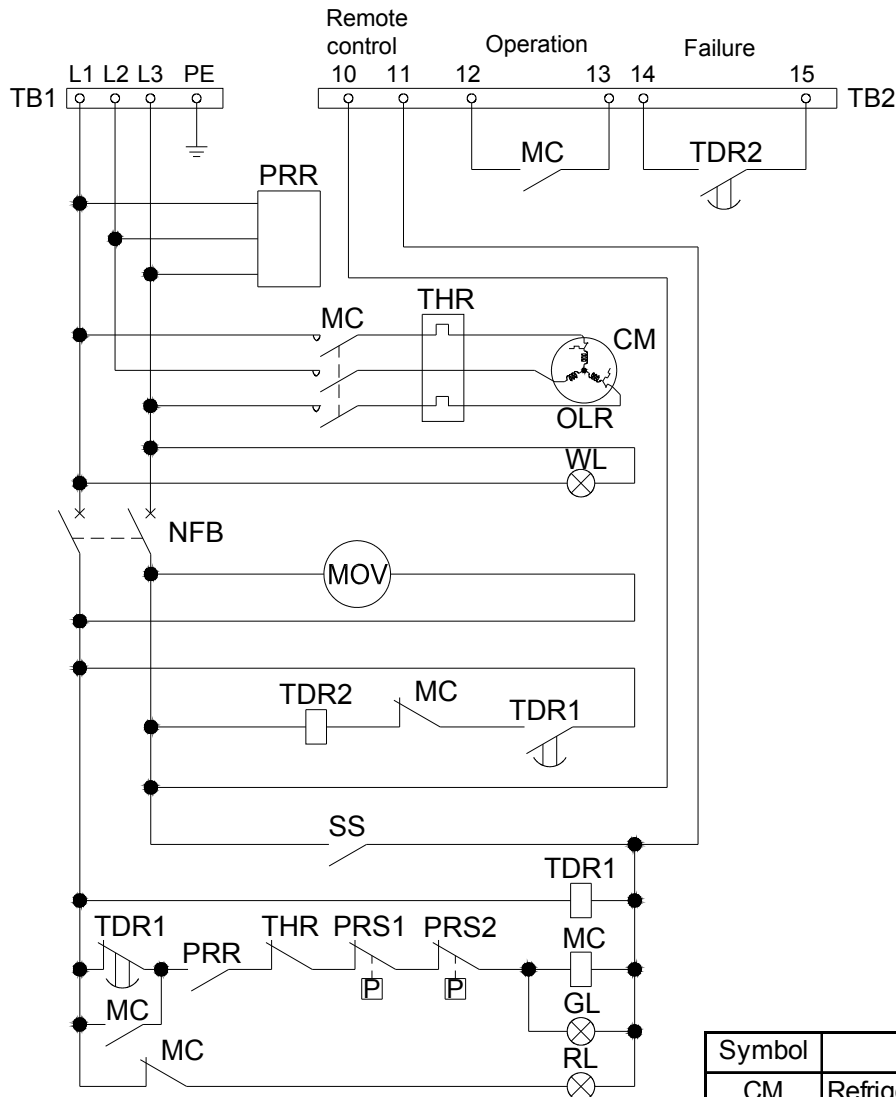 Remote
control
Operation
Failure
L1 L2 L3 PE
10 11 12 13 14 15
TB1
TB2
MC
TDR2
PRR
THR
MC
CM
OLR
WL
NFB
MOV
TDR2
MC
TDR1
SS
TDR1
TDR1
PRR
THR
PRS1
PRS2
MC
P
P
MC
GL
MC
RL
Symbol
CM Refrig